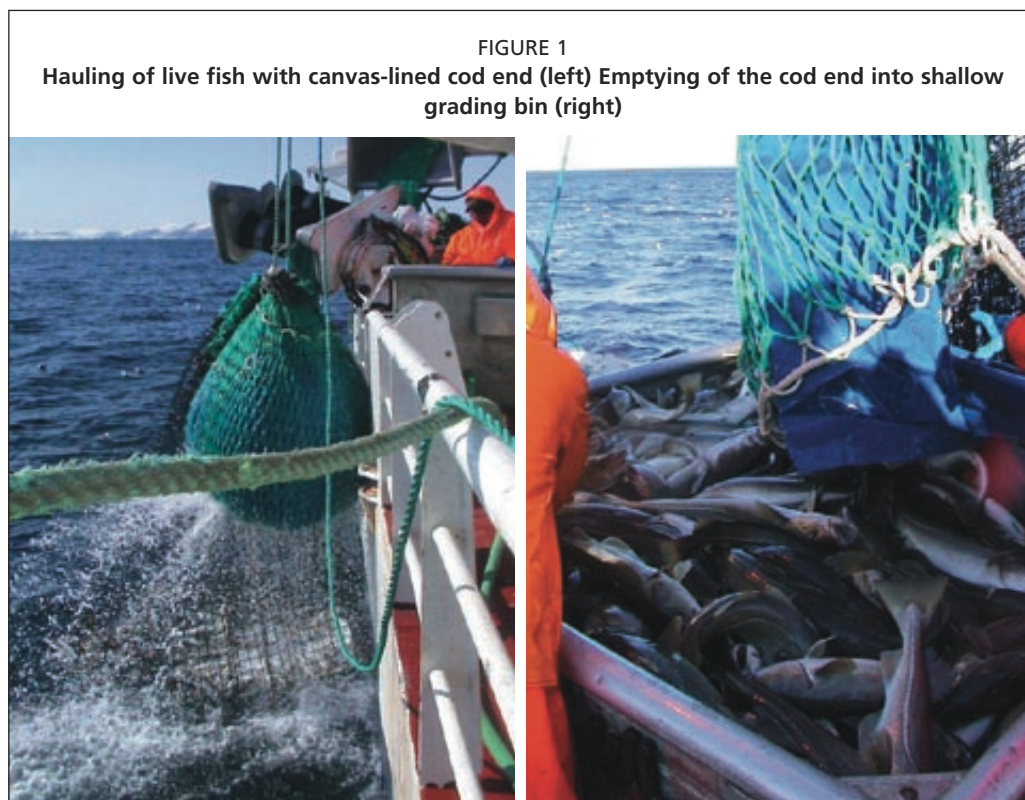 FIGURE 1
Hauling of live fish with canvas-lined cod end (left) Emptying of the cod end into shallow
grading bin (right)